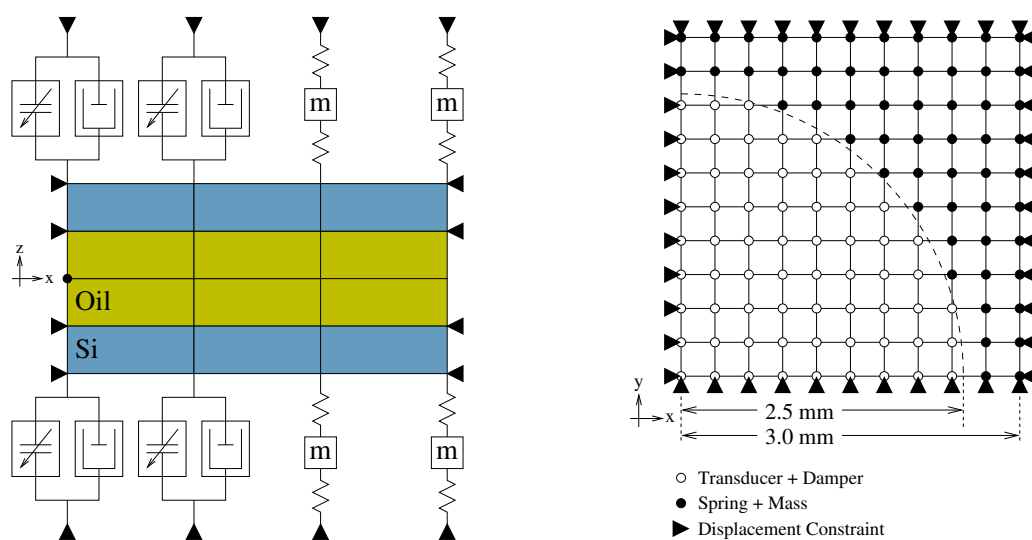 m
m
z
x
Oil
Si
m
m
y
x
2.5 mm
3.0 mm
Transducer + Damper
Spring + Mass
Displacement Constraint